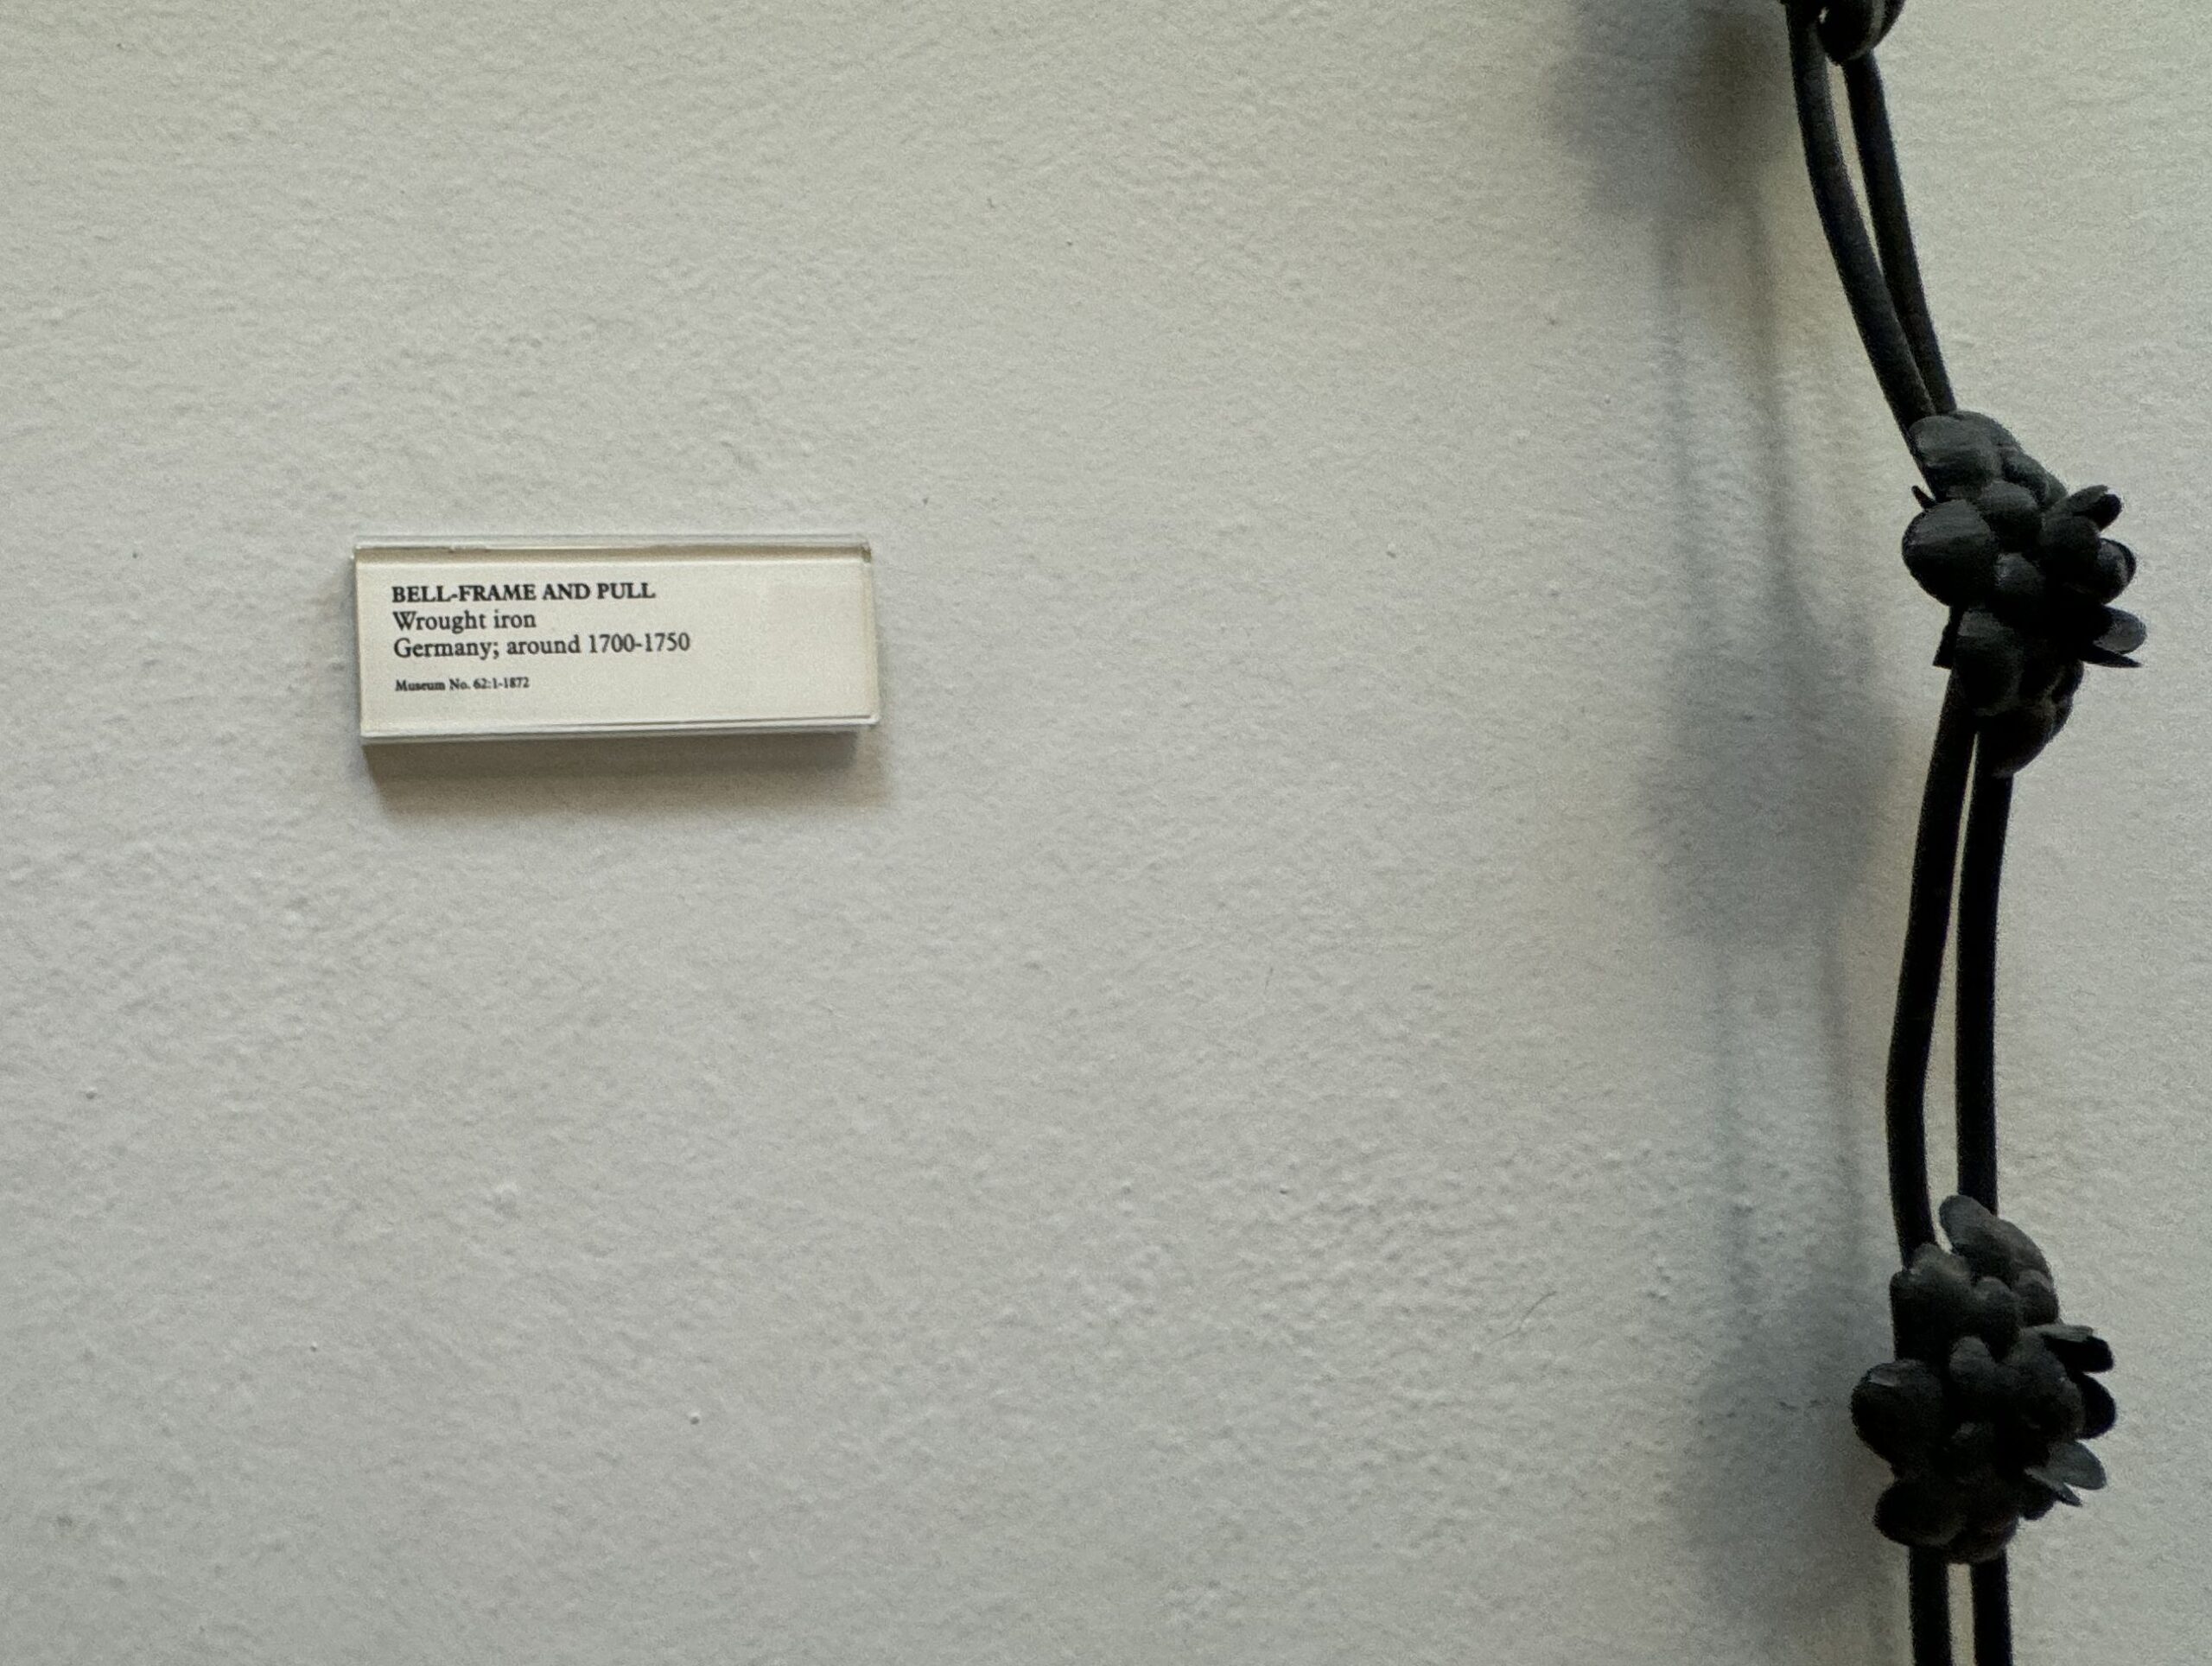 BELL-FRAME AND PULL
Wrought iron
Germany; around 1700-1750
Museum No. 62:1-1872